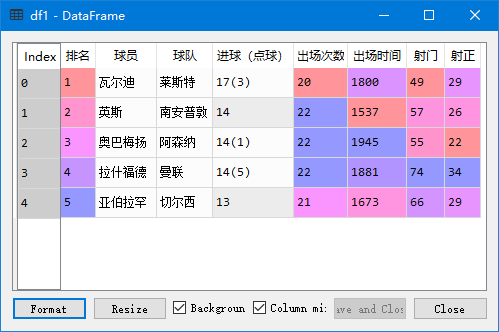 df1 - DataFrame
Index 排名 球员 球队 进球（点球） 出场次数 出场时间 射门 射正
0 1 瓦尔迪 莱斯特 17(3) 20 1800 49 29
1 2 英斯 南安普敦 14 22 1537 57 26
2 3 奥巴梅扬 阿森纳 14(1) 22 1945 55 22
3 4 拉什福德 曼联 14(5) 22 1881 74 34
4 5 亚伯拉罕 切尔西 13 21 1673 66 29
Format Resize Backgroun Column mi: ave and Clos Close